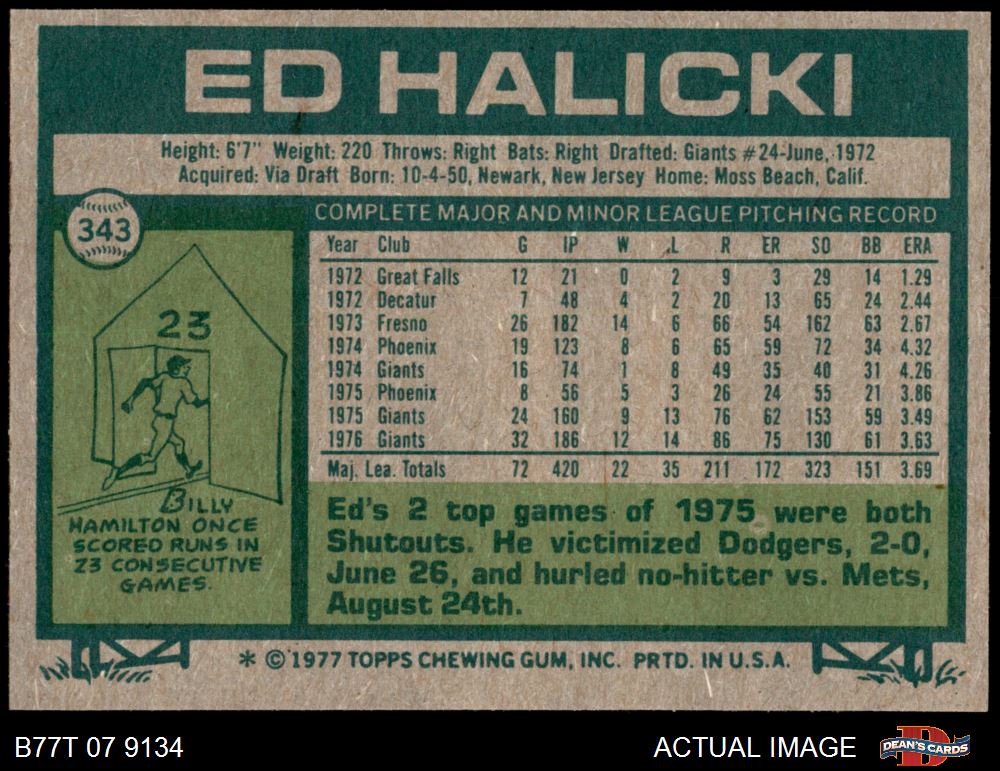 ED HALICKI
Height: 6'7" Weight: 220 Throws: Right Bats: Right Drafted: Giants #24-June, 1972
Acquired: Via Draft Born: 10-4-50, Newark, New Jersey Home: Moss Beach, Calif.
343
COMPLETE MAJOR AND MINOR LEAGUE PITCHING RECORD
Year Club G IP W L R ER SO BB ERA
1972 Great Falls 12 21 0 2 9 3 29 14 1.29
1972 Decatur 7 48 4 2 20 13 65 24 2.44
1973 Fresno 26 182 14 6 66 54 162 63 2.67
1974 Phoenix 19 123 8 6 65 59 72 34 4.32
1974 Giants 16 74 1 8 49 35 40 31 4.26
1975 Phoenix 8 56 5 3 26 24 55 21 3.86
1975 Giants 24 160 9 13 76 62 153 59 3.49
1976 Giants 32 186 12 14 86 75 130 61 3.63
Maj. Lea. Totals 72 420 22 35 211 172 323 151 3.69
23
BILLY
HAMILTON ONCE
SCORED RUNS IN
23 CONSECUTIVE
GAMES.
Ed's 2 top games of 1975 were both
Shutouts. He victimized Dodgers, 2-0,
June 26, and hurled no-hitter vs. Mets,
August 24th.
* © 1977 TOPPS CHEWING GUM, INC. PRTD. IN U.S.A.
B77T 07 9134
ACTUAL IMAGE
DEAN'S CARDS